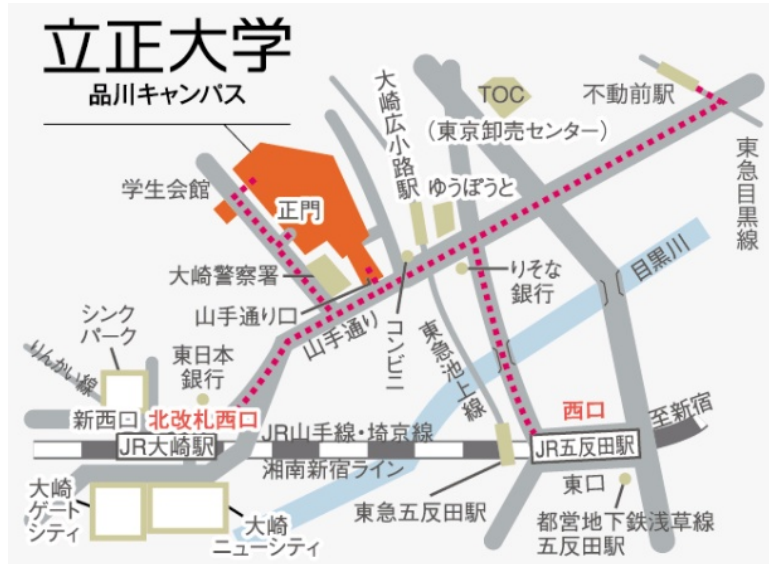 立正大学
品川キャンパス
大崎広小路駅
TOC
(東京卸売センター)
不動前駅
東急目黒線
学生会館
正門
ゆうぽうと
大崎警察署
りそな
銀行
目黒川
山手通り口
山手通り
コンビニ
東急池上線
シンク
パーク
りんかい線
東日本
銀行
新西口
北改札西口
西口
至新宿
JR大崎駅
JR山手線・埼京線
湘南新宿ライン
JR五反田駅
東口
東急五反田駅
都営地下鉄浅草線
五反田駅
大崎
ゲート
シティ
大崎
ニューシティ